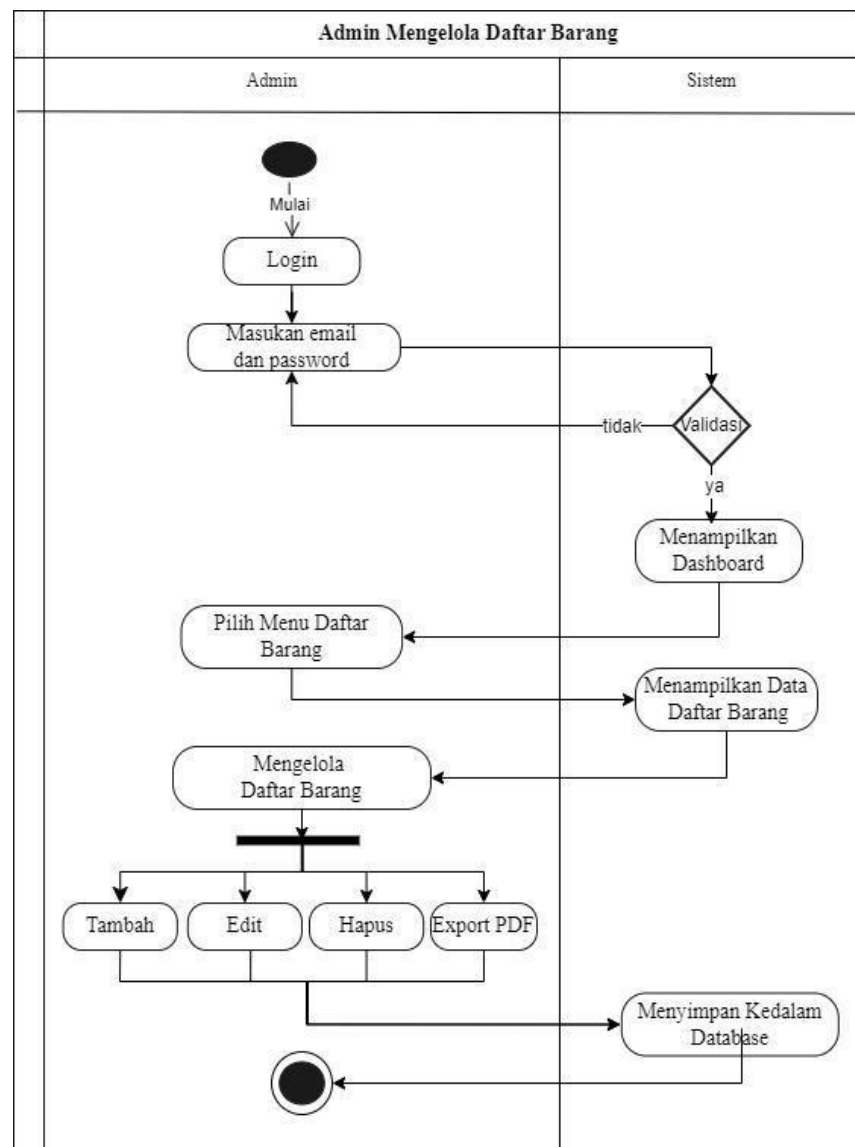 Admin Mengelola Daftar Barang
Admin
Sistem
Mulai
Login
Masukan email
dan password
tidak
Validasi
ya
Menampilkan
Dashboard
Pilih Menu Daftar
Barang
Menampilkan Data
Daftar Barang
Mengelola
Daftar Barang
Tambah
Edit
Hapus
Export PDF
Menyimpan Kedalam
Database